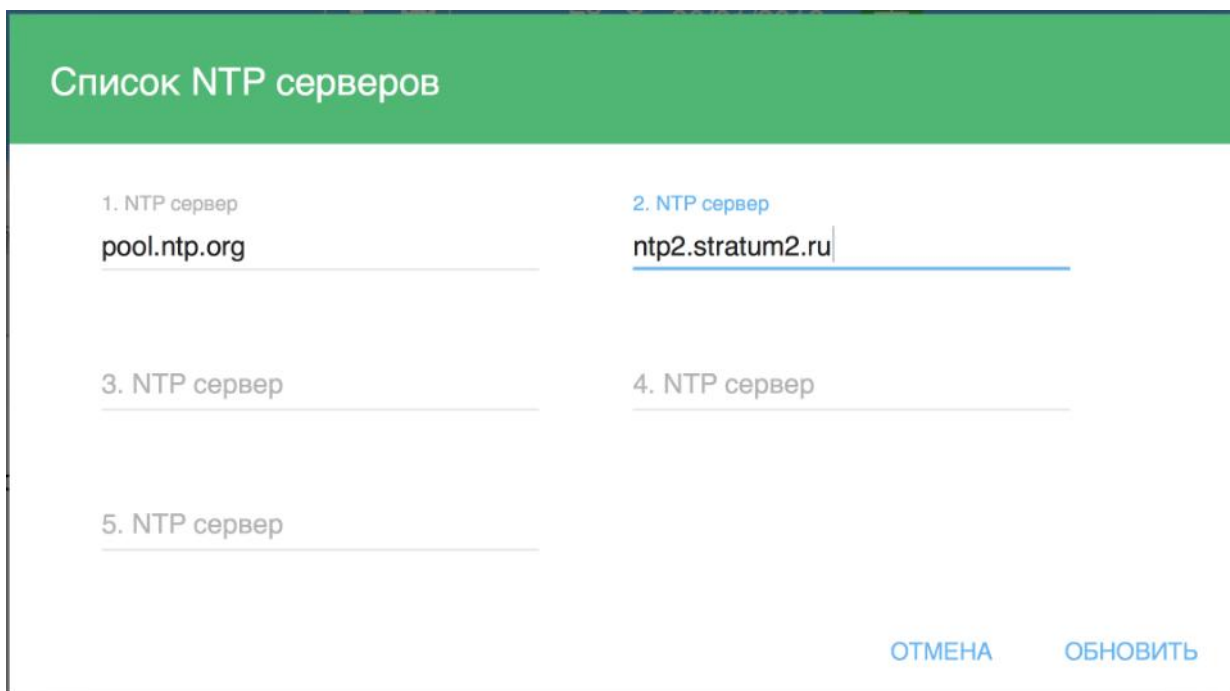 Список NTP серверов
1. NTP сервер
2. NTP сервер
pool.ntp.org
ntp2.stratum2.ru
3. NTP сервер
4. NTP сервер
5. NTP сервер
ОТМЕНА
ОБНОВИТЬ